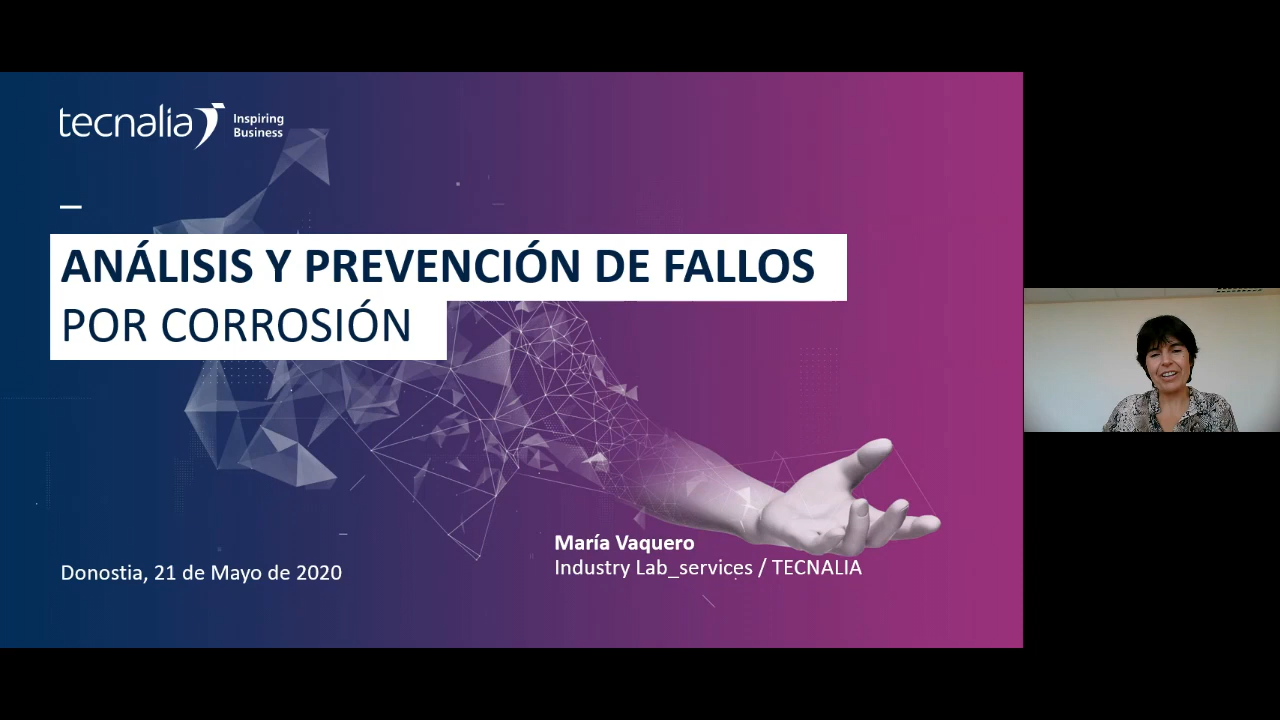 tecnalia Inspiring
Business
ANÁLISIS Y PREVENCIÓN DE FALLOS
POR CORROSIÓN
María Vaquero
Industry Lab_services / TECNALIA
Donostia, 21 de Mayo de 2020